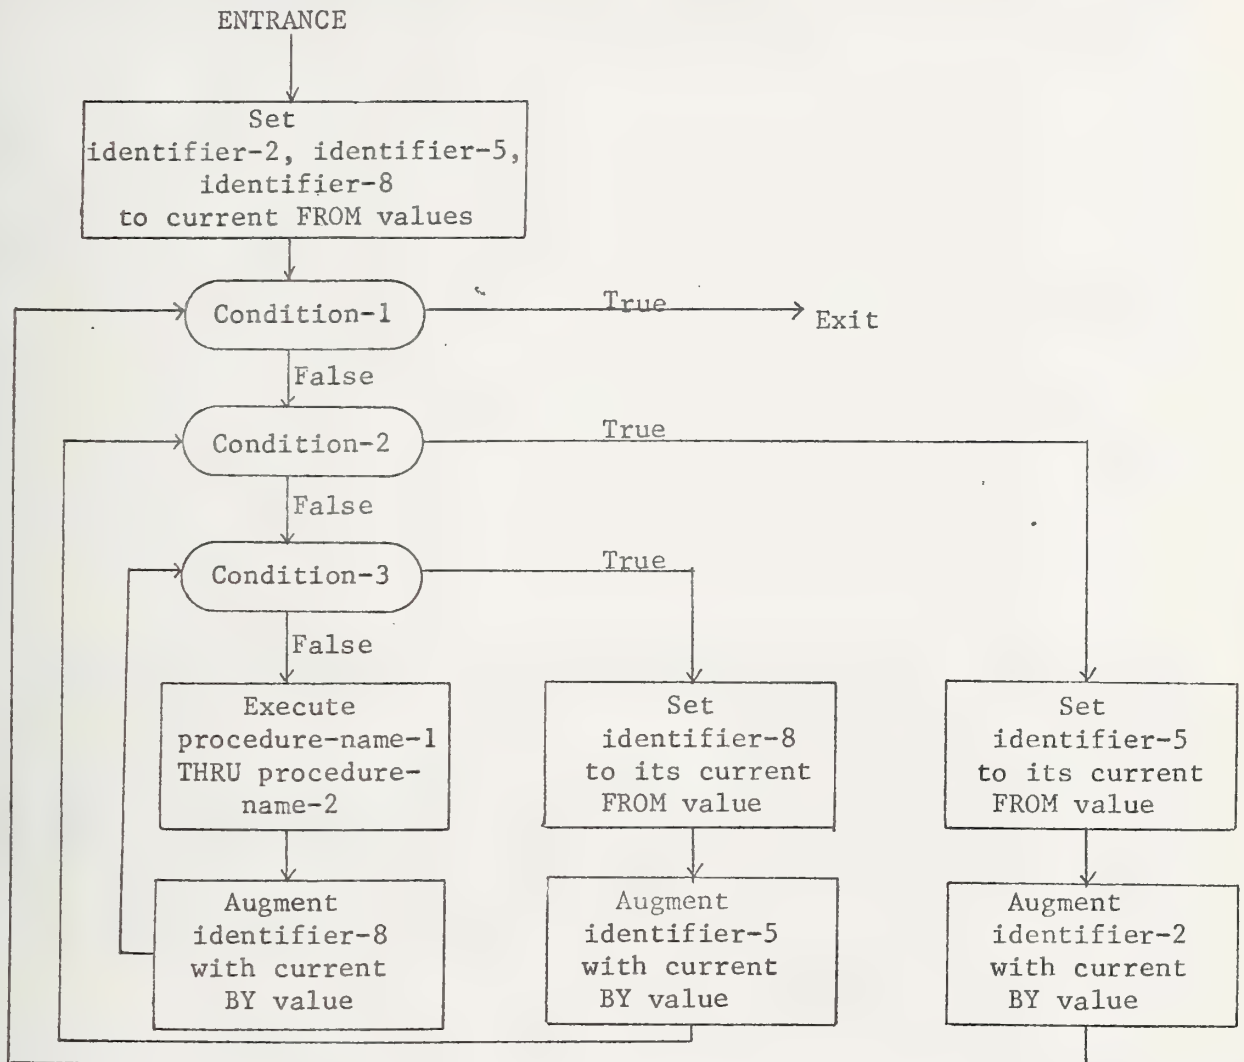 ENTRANCE
Set
identifier-2, identifier-5,
identifier-8
to current FROM values
Condition-1
True
Exit
False
Condition-2
True
False
Condition-3
True
False
Execute
procedure-name-1
THRU procedure-
name-2
Set
identifier-8
to its current
FROM value
Set
identifier-5
to its current
FROM value
Augment
identifier-8
with current
BY value
Augment
identifier-5
with current
BY value
Augment
identifier-2
with current
BY value